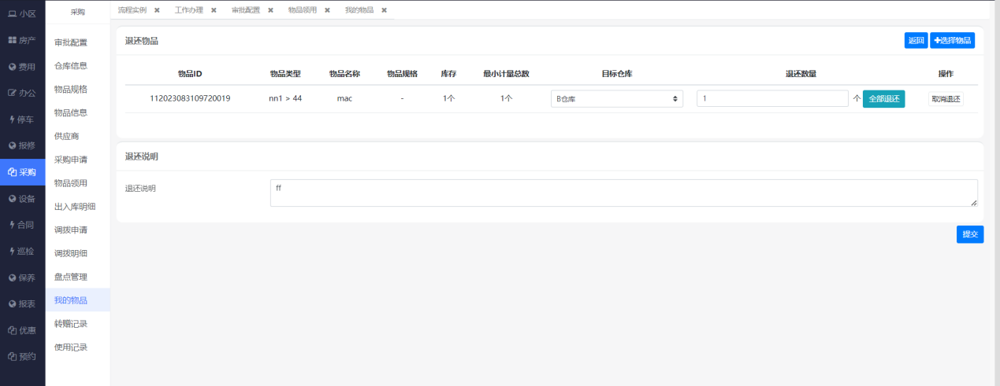 小区
房产
费用
办公
停车
报修
采购
设备
合同
巡检
保养
报表
优惠
预约
采购
审批配置
仓库信息
物品规格
物品信息
供应商
采购申请
物品领用
出入库明细
调拨申请
调拨明细
盘点管理
我的物品
转赠记录
使用记录
流程实例 工作办理 审批配置 物品领用 我的物品
退还物品 返回 选择物品
物品ID 物品类型 物品名称 物品规格 库存 最小计量总数 目标仓库 退还数量 操作
112023083109720019 nn1 > 44 mac - 1个 1个 B仓库 1 个 全部退还 取消退还
退还说明
退还说明 ff
提交